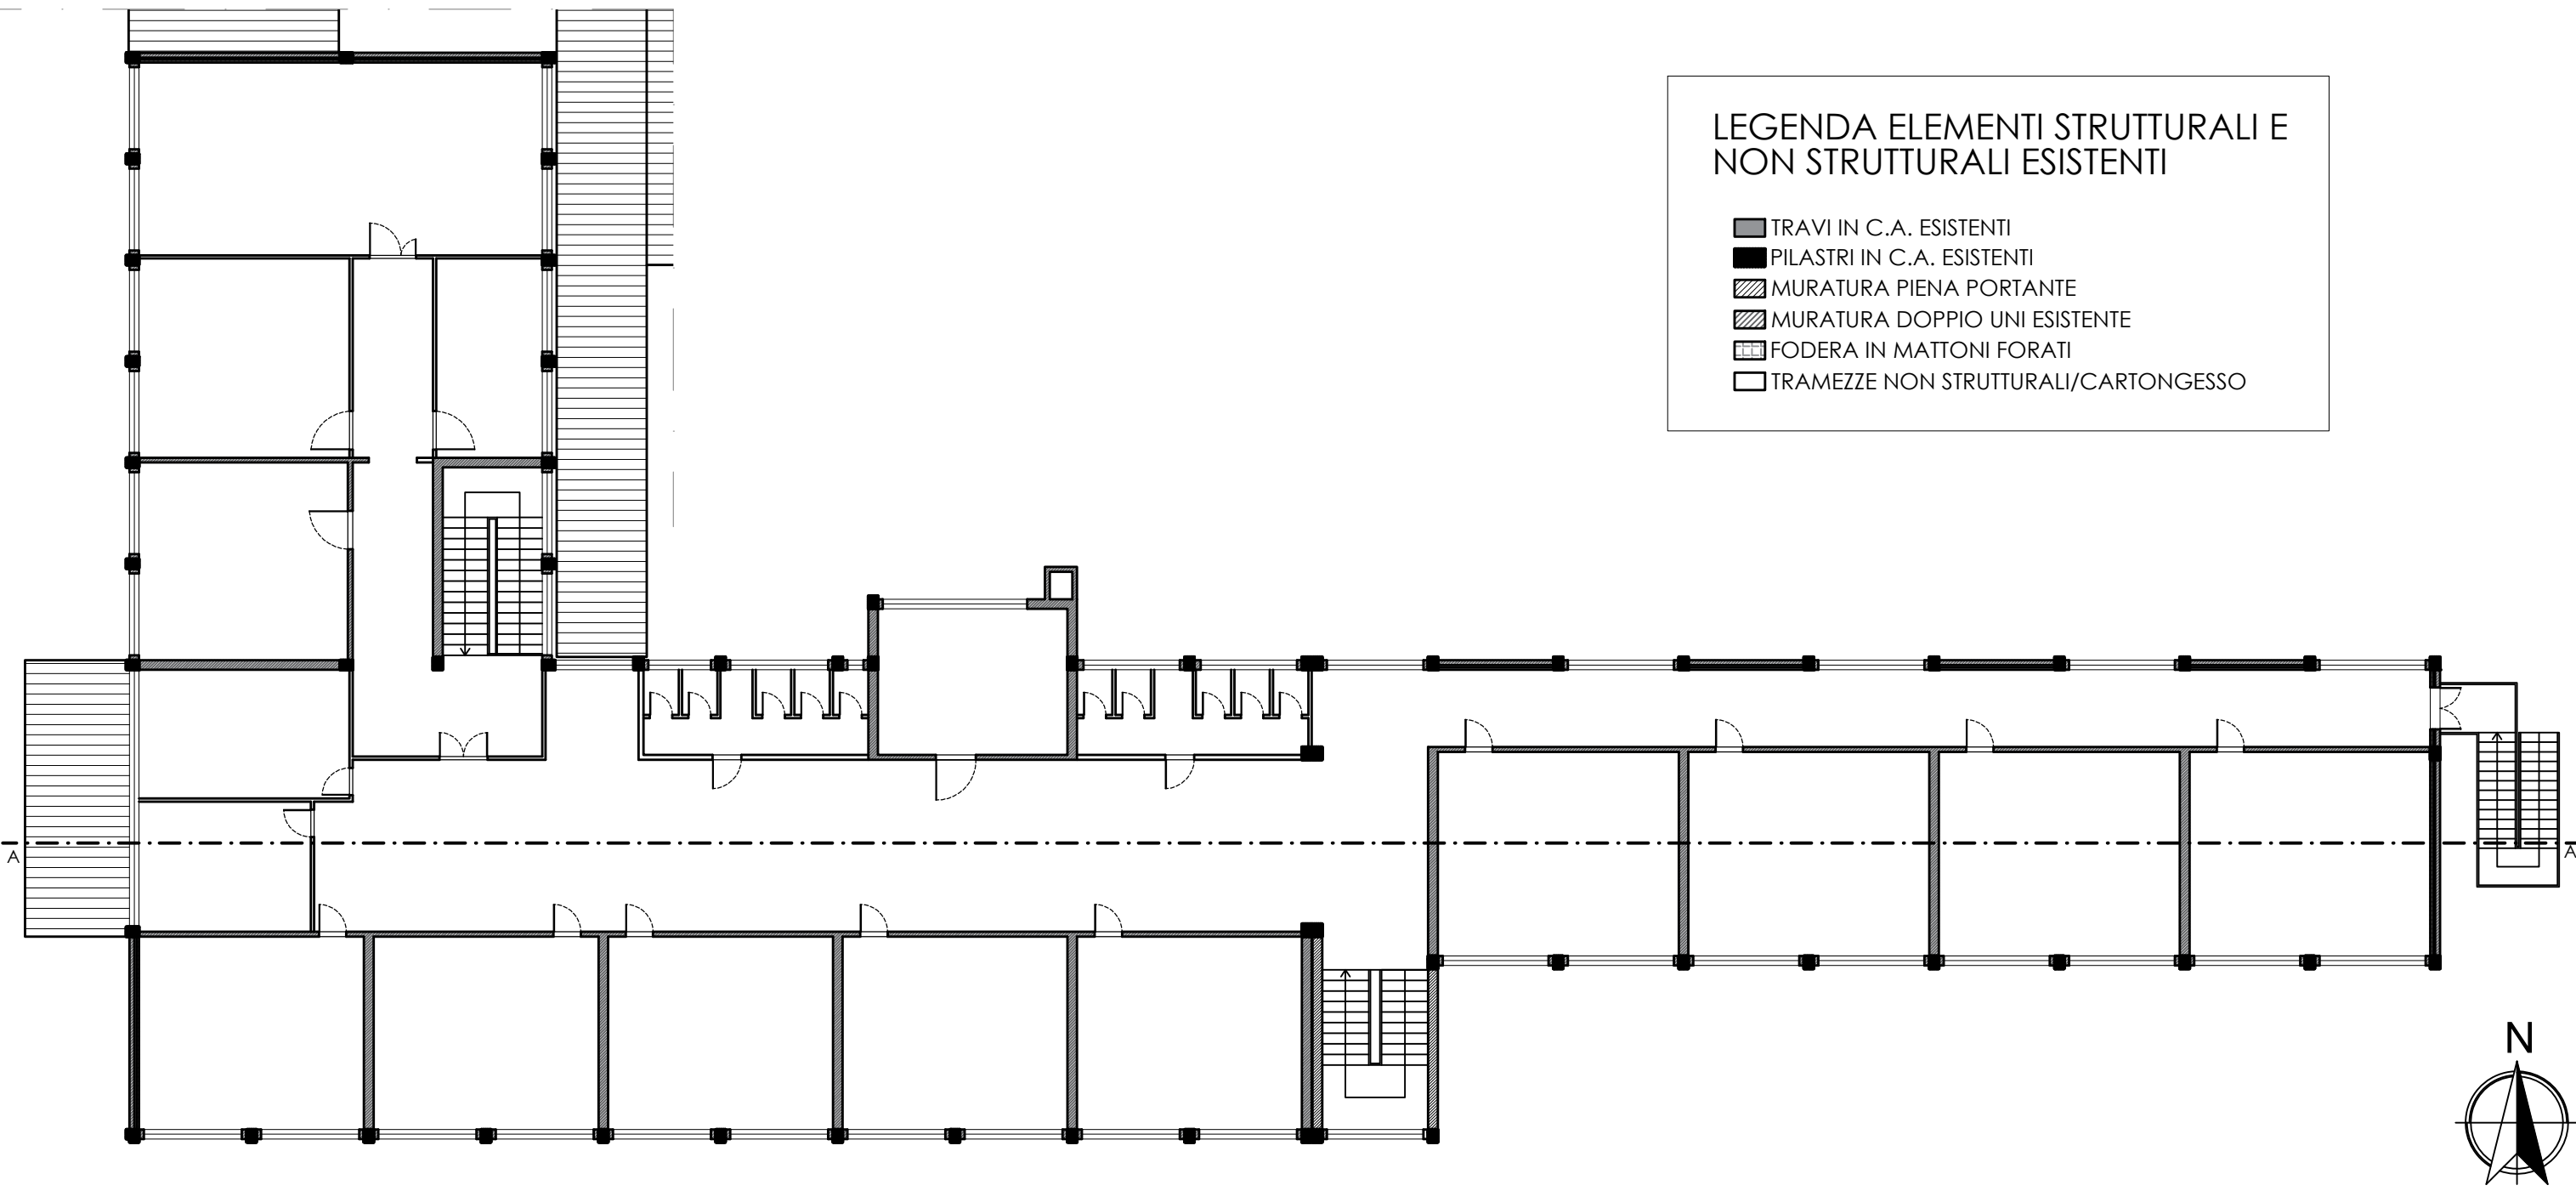 LEGENDA ELEMENTI STRUTTURALI E
NON STRUTTURALI ESISTENTI
TRAVI IN C.A. ESISTENTI
PILASTRI IN C.A. ESISTENTI
MURATURA PIENA PORTANTE
MURATURA DOPPIO UNI ESISTENTE
FODERA IN MATTONI FORATI
TRAMEZZE NON STRUTTURALI/CARTONGESSO
A
A
N